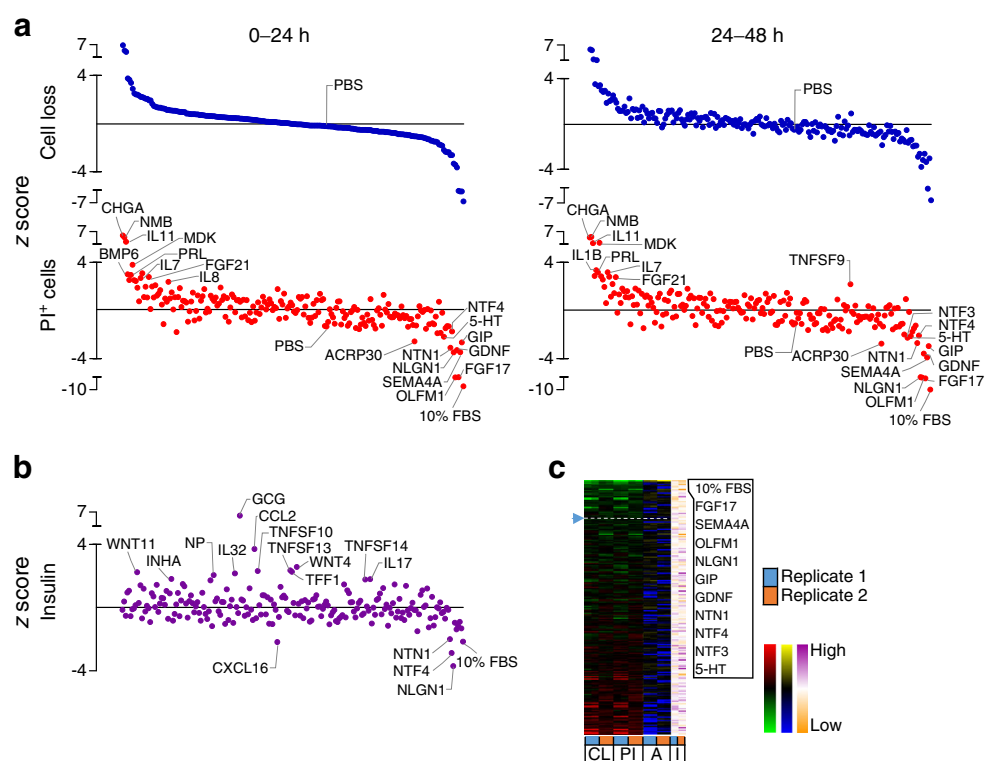 a
0–24 h
24–48 h
7
4
-4
-7
Cell loss
PBS
7
4
-4
-7
PBS
z score
PI⁺ cells
7
4
-4
-10
CHGA
NMB
IL11
MDK
BMP6
PRL
IL7
FGF21
IL8
PBS
ACRP30
NTF4
5-HT
GIP
NTN1
GDNF
NLGN1
FGF17
SEMA4A
OLFM1
10% FBS
7
4
-4
-10
CHGA
NMB
IL11
MDK
IL1B
PRL
IL7
FGF21
TNFSF9
PBS
ACRP30
NTF3
NTF4
5-HT
NTN1
GIP
SEMA4A
GDNF
NLGN1
FGF17
OLFM1
10% FBS
b
z score
Insulin
7
4
-4
GCG
CCL2
TNFSF10
WNT11
NP
TNFSF13
TNFSF14
INHA
IL32
WNT4
IL17
TFF1
CXCL16
NTN1
10% FBS
NTF4
NLGN1
c
10% FBS
FGF17
SEMA4A
OLFM1
NLGN1
GIP
GDNF
NTN1
NTF4
NTF3
5-HT
Replicate 1
Replicate 2
High
Low
CL PI A I